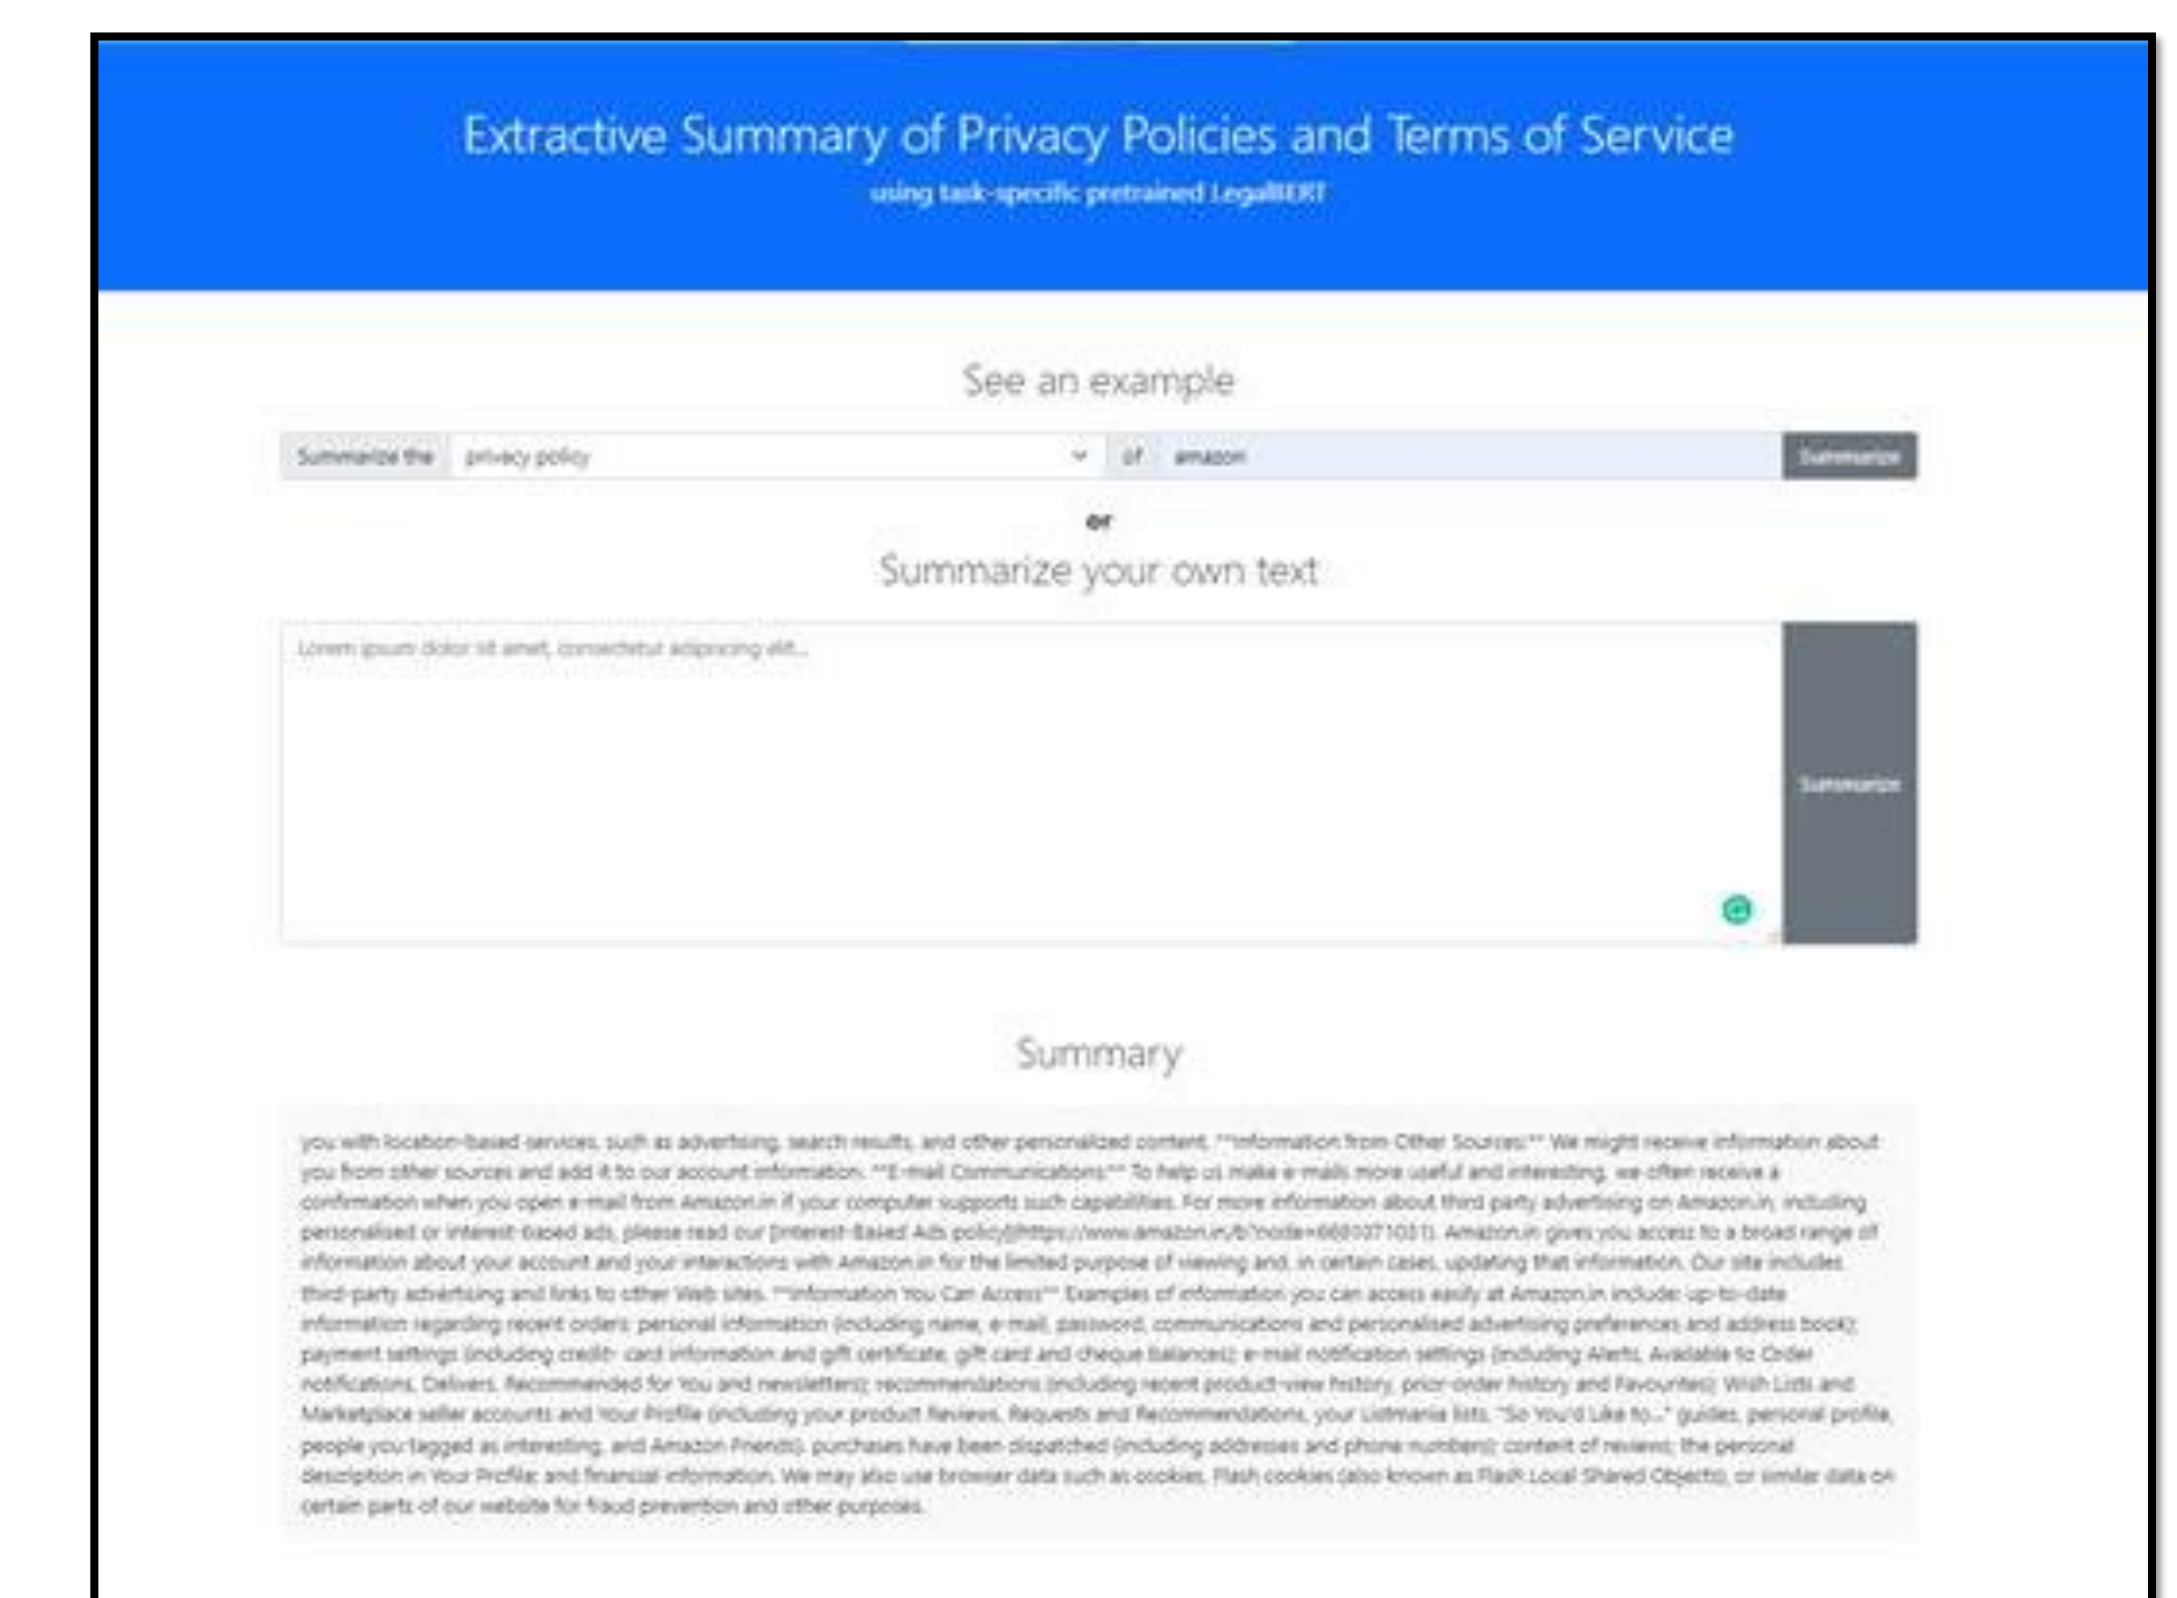 Extractive Summary of Privacy Policies and Terms of Service
using task-specific pretrained LegalBERT
See an example
Summarize the privacy policy of amazon Summarize
or
Summarize your own text
Lorem ipsum dolor sit amet, consectetur adipiscing elit...
Summarize
Summary
you with location-based services, such as advertising, search results, and other personalized content. **Information from Other Sources:** We might receive information about
you from other sources and add it to our account information. **E-mail Communications:** To help us make e-mails more useful and interesting, we often receive a
confirmation when you open e-mail from Amazon.in if your computer supports such capabilities. For more information about third party advertising on Amazon.in, including
personalised or interest-based ads, please read our [Interest-Based Ads policy](https://www.amazon.in/b?node= Amazon.in gives you access to a broad range of
information about your account and your interactions with Amazon.in for the limited purpose of viewing and, in certain cases, updating that information. Our site includes
third-party advertising and links to other Web sites. **Information You Can Access** Examples of information you can access easily at Amazon.in include: up-to-date
information regarding recent orders; personal information (including name, e-mail, password, communications and personalised advertising preferences and address book);
payment settings (including credit- card information and gift certificate, gift card and cheque balances); e-mail notification settings (including Alerts, Available to Order
notifications, Delivers, Recommended for You and newsletters); recommendations (including recent product-view history, prior-order history and Favourites); Wish Lists and
Marketplace seller accounts and Your Profile (including your product Reviews, Requests and Recommendations, your Listmania lists, "So You'd Like to..." guides, personal profile,
people you tagged as interesting, and Amazon Friends). purchases have been dispatched (including addresses and phone numbers); content of reviews; the personal
description in Your Profile; and financial information. We may also use browser data such as cookies, Flash cookies (also known as Flash Local Shared Objects), or similar data on
certain parts of our website for fraud prevention and other purposes.